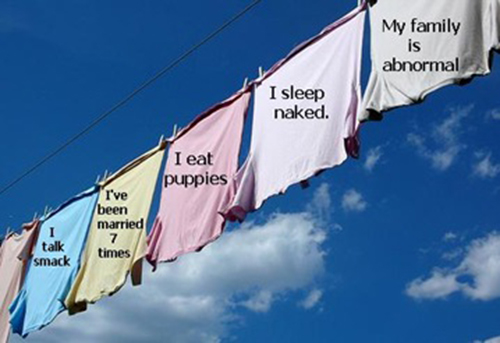 My family
is
abnormal
I sleep
naked.
I eat
puppies
I've
been
married
7
times
I
talk
smack